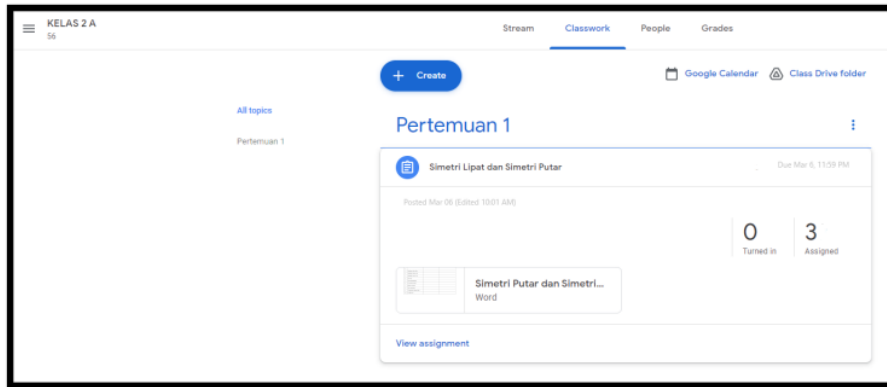 KELAS 2 A
56
Stream Classwork People Grades
+ Create
Google Calendar Class Drive folder
All topics
Pertemuan 1
Pertemuan 1
Simetri Lipat dan Simetri Putar
Due Mar 6, 11:59 PM
Posted Mar 06 (Edited 10:01 AM)
0 3
Turned in Assigned
Simetri Putar dan Simetri...
Word
View assignment